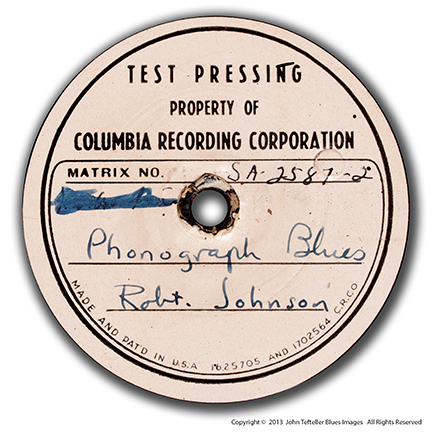 TEST PRESSING
PROPERTY OF
COLUMBIA RECORDING CORPORATION
MATRIX NO. SA-2587-2
Phonograph Blues
Robt. Johnson
MADE AND PAT'D IN U.S.A. 1625705 AND 1702564 C.R.CO
Copyright © 2013 John Tefteller Blues Images All Rights Reserved